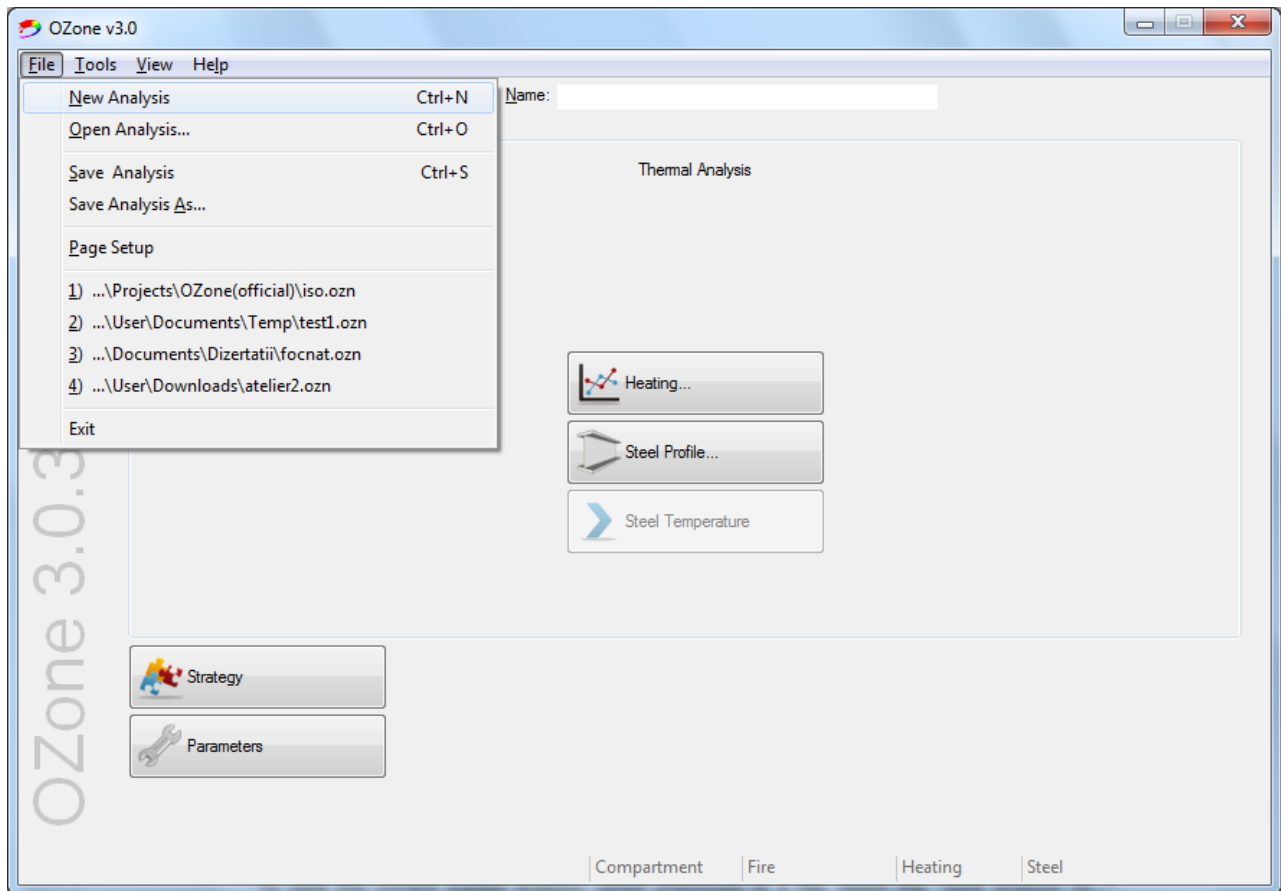 OZone v3.0
File Tools View Help
New Analysis Ctrl+N
Open Analysis... Ctrl+O
Save Analysis Ctrl+S
Save Analysis As...
Page Setup
1) ...\Projects\OZone(official)\iso.ozn
2) ...\User\Documents\Temp\test1.ozn
3) ...\Documents\Dizertatii\focnat.ozn
4) ...\User\Downloads\atelier2.ozn
Exit
Name:
Thermal Analysis
Heating...
Steel Profile...
Steel Temperature
Strategy
Parameters
OZone 3.0.3
Compartment Fire Heating Steel